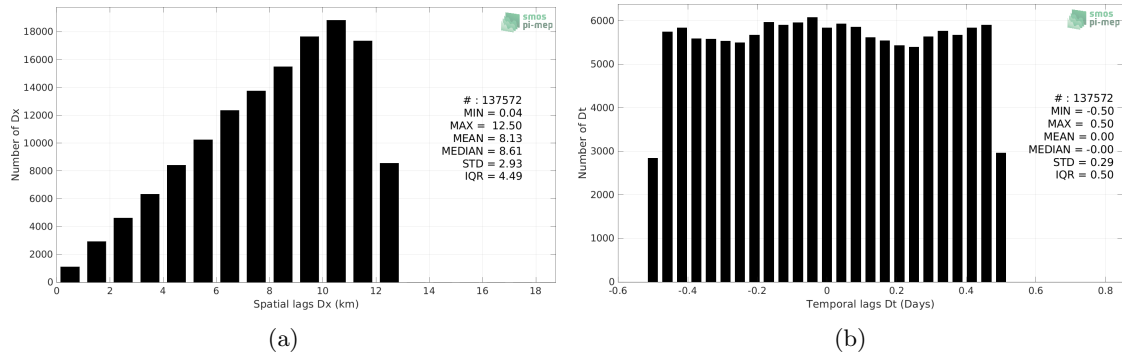 18000
16000
14000
12000
10000
8000
6000
4000
2000
0
Number of Dx
0 2 4 6 8 10 12 14 16 18
Spatial lags Dx (km)
smos
pi-mep
# : 137572
MIN = 0.04
MAX = 12.50
MEAN = 8.13
MEDIAN = 8.61
STD = 2.93
IQR = 4.49
(a)
6000
5000
4000
3000
2000
1000
0
Number of Dt
-0.6 -0.4 -0.2 0 0.2 0.4 0.6 0.8
Temporal lags Dt (Days)
smos
pi-mep
# : 137572
MIN = -0.50
MAX = 0.50
MEAN = 0.00
MEDIAN = -0.00
STD = 0.29
IQR = 0.50
(b)